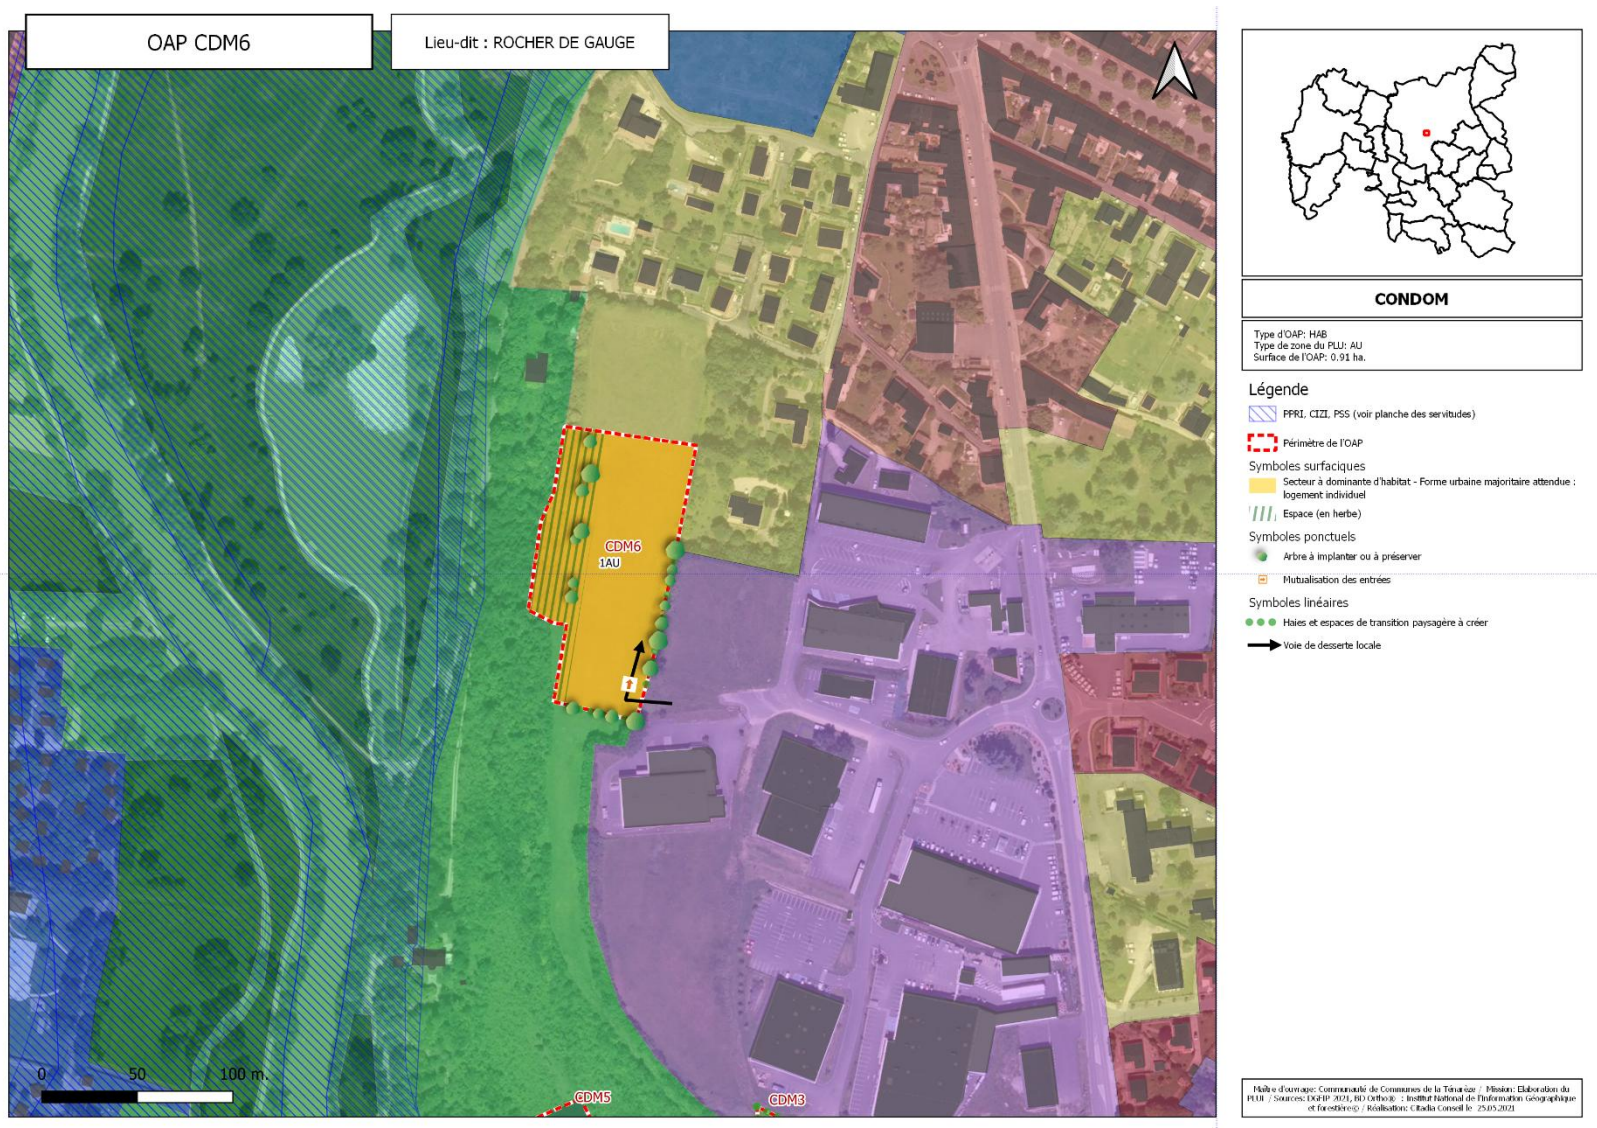 OAP CDM6
Lieu-dit : ROCHER DE GAUGE
CDM6
1AU
0 50 100 m.
CDM5
CDM3
CONDOM
Type d'OAP: HAB
Type de zone du PLU: AU
Surface de l'OAP: 0.91 ha.
Légende
PPRI, CIZI, PSS (voir planche des servitudes)
Périmètre de l'OAP
Symboles surfaciques
Secteur à dominante d'habitat - Forme urbaine majoritaire attendue :
logement individuel
Espace (en herbe)
Symboles ponctuels
Arbre à implanter ou à préserver
Mutualisation des entrées
Symboles linéaires
Haies et espaces de transition paysagère à créer
Voie de desserte locale
Maître d'ouvrage: Communauté de Communes de la Ténarèze / Mission: Elaboration du
PLUI / Sources: DGFIP 2021, BD Ortho® : Institut National de l'Information Géographique
et forestière© / Réalisation: Citadia Conseil le 25.05.2021